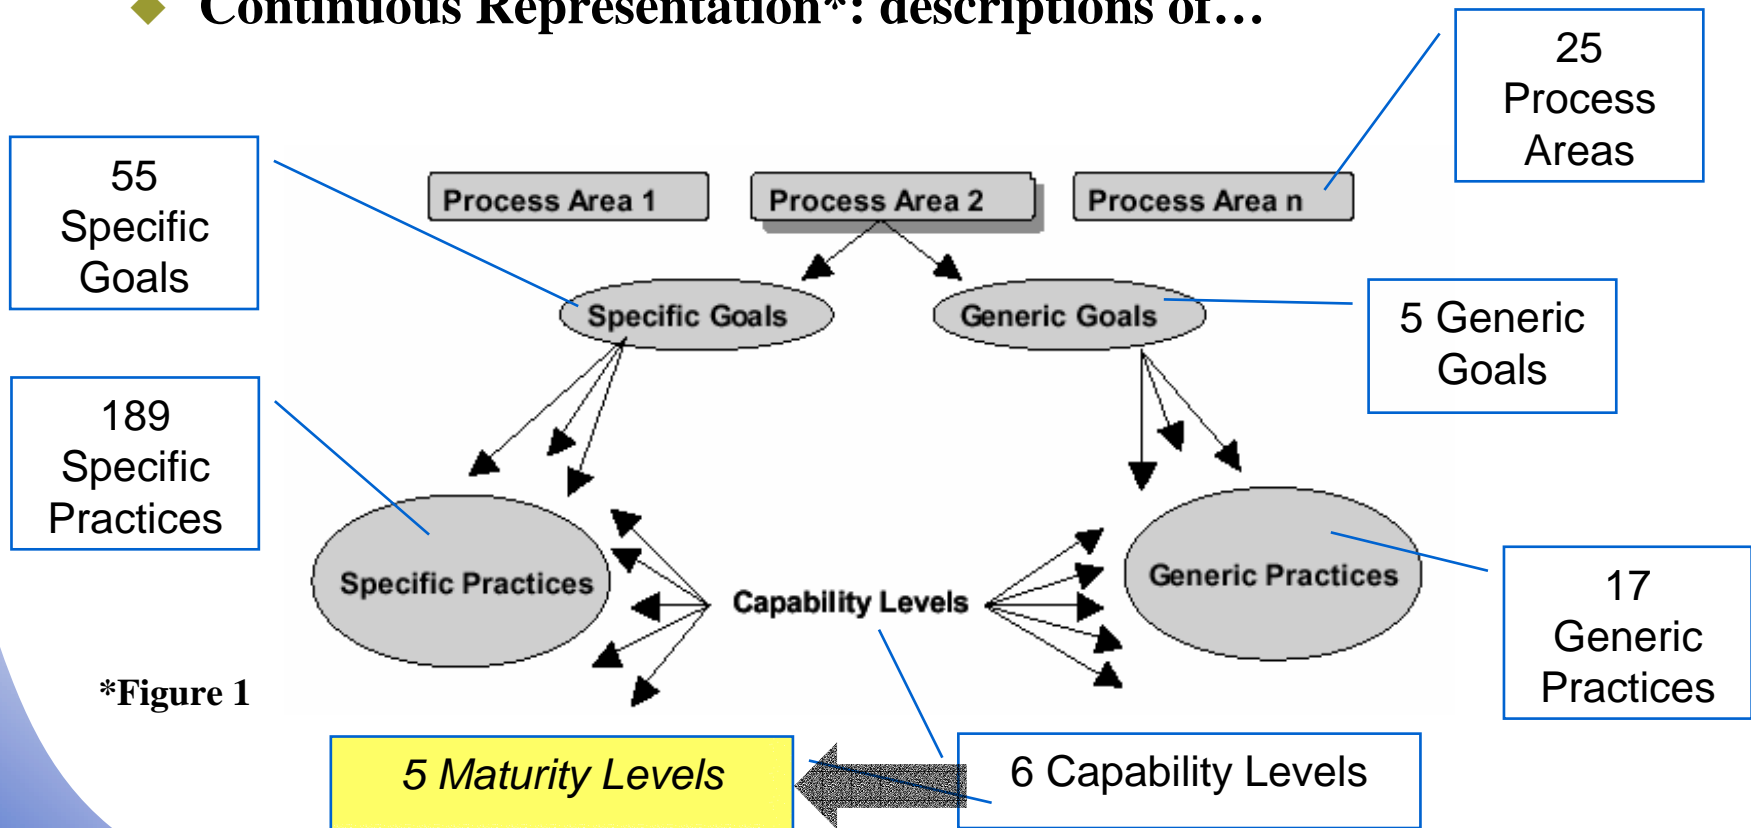 Continuous Representation*: descriptions of…
25
Process
Areas
55
Specific
Goals
Process Area 1
Process Area 2
Process Area n
Specific Goals
Generic Goals
5 Generic
Goals
189
Specific
Practices
Specific Practices
Capability Levels
Generic Practices
17
Generic
Practices
*Figure 1
5 Maturity Levels
6 Capability Levels